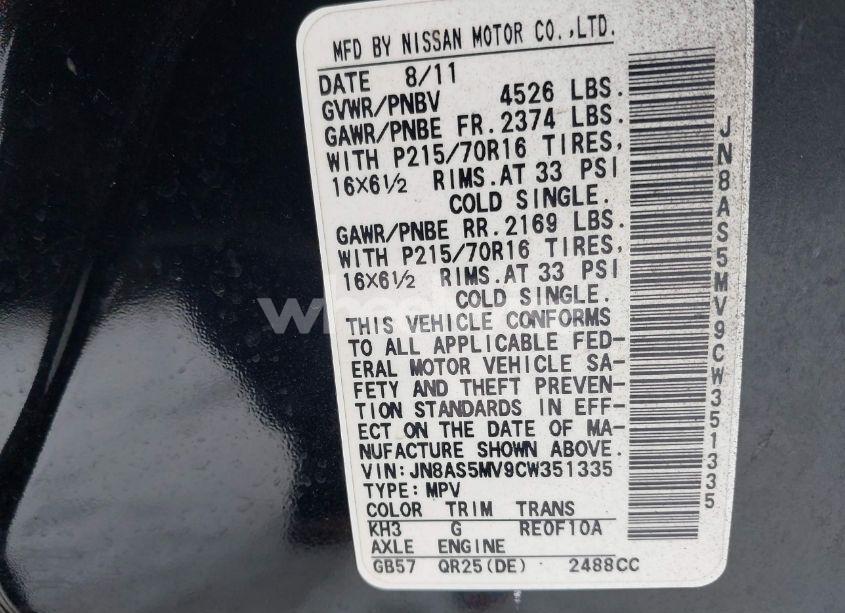 MFD BY NISSAN MOTOR CO.,LTD.
DATE 8/11
GVWR/PNBV 4526 LBS.
GAWR/PNBE FR.2374 LBS.
WITH P215/70R16 TIRES,
16X6½ RIMS.AT 33 PSI
COLD SINGLE.
GAWR/PNBE RR.2169 LBS.
WITH P215/70R16 TIRES,
16X6½ RIMS.AT 33 PSI
COLD SINGLE.
THIS VEHICLE CONFORMS
TO ALL APPLICABLE FED-
ERAL MOTOR VEHICLE SA-
FETY AND THEFT PREVEN-
TION STANDARDS IN EFF-
ECT ON THE DATE OF MA-
NUFACTURE SHOWN ABOVE.
VIN:JN8AS5MV9CW351335
TYPE:MPV
COLOR TRIM TRANS
KH3 G RE0F10A
AXLE ENGINE
GB57 QR25(DE) 2488CC
JN8AS5MV9CW351335